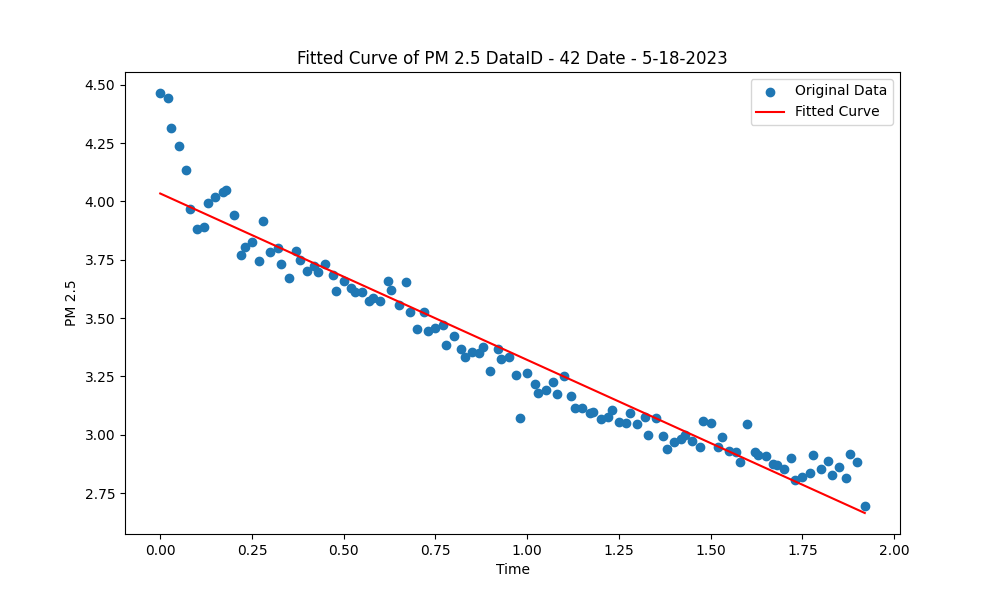 Fitted Curve of PM 2.5 DataID - 42 Date - 5-18-2023
Original Data
Fitted Curve
4.50
4.25
4.00
3.75
3.50
3.25
3.00
2.75
PM 2.5
0.00 0.25 0.50 0.75 1.00 1.25 1.50 1.75 2.00
Time